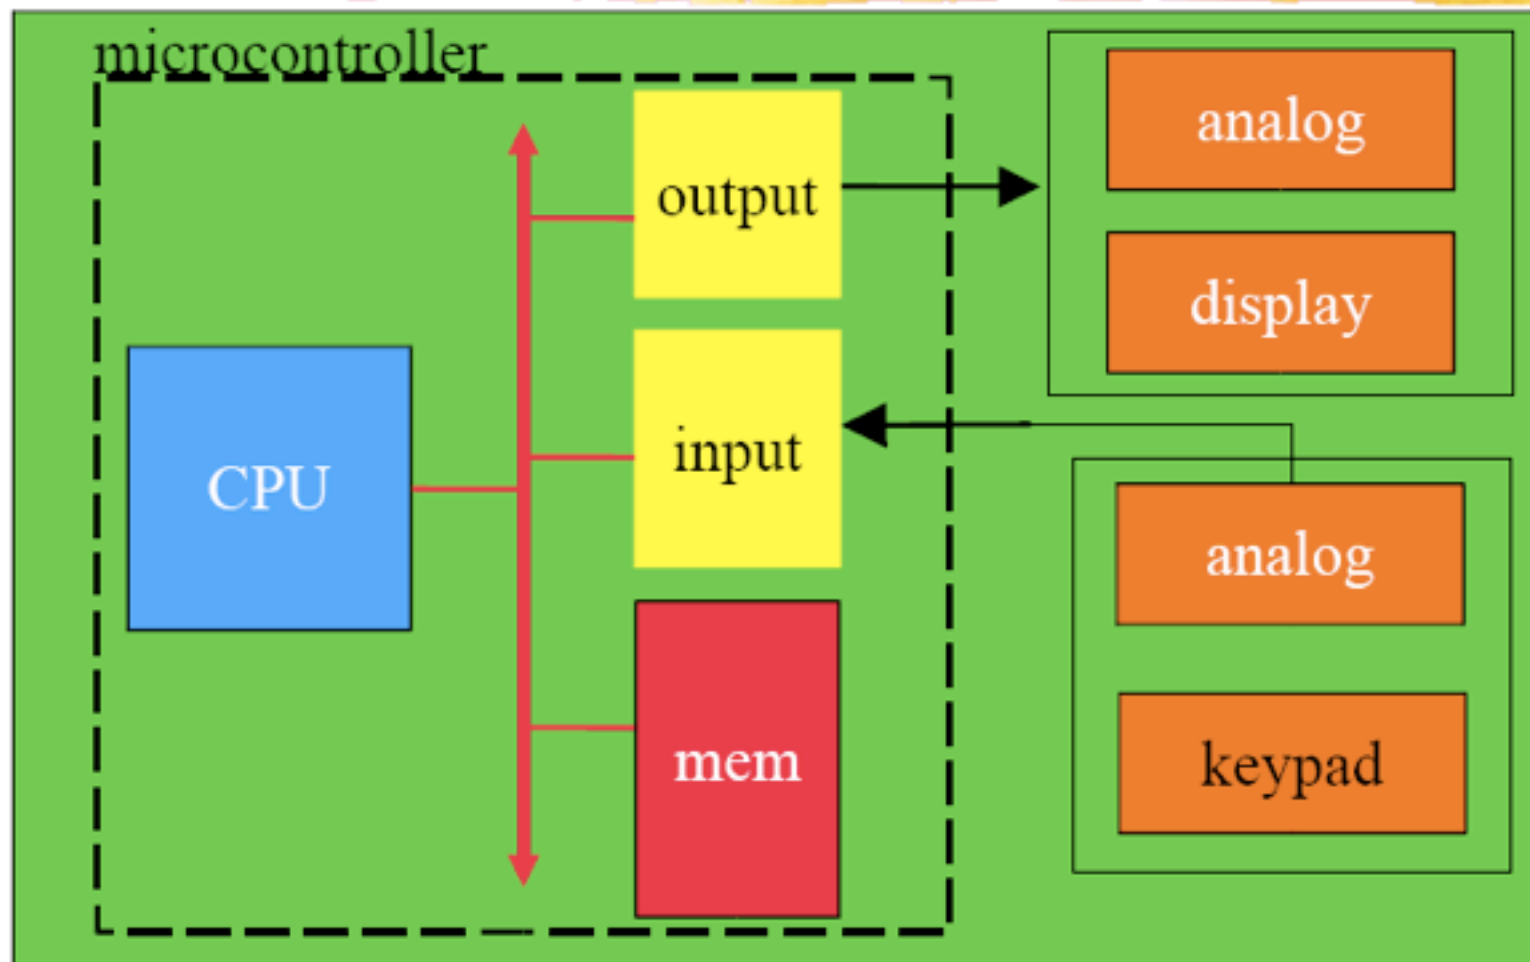 microcontroller
output
input
CPU
mem
analog
display
analog
keypad